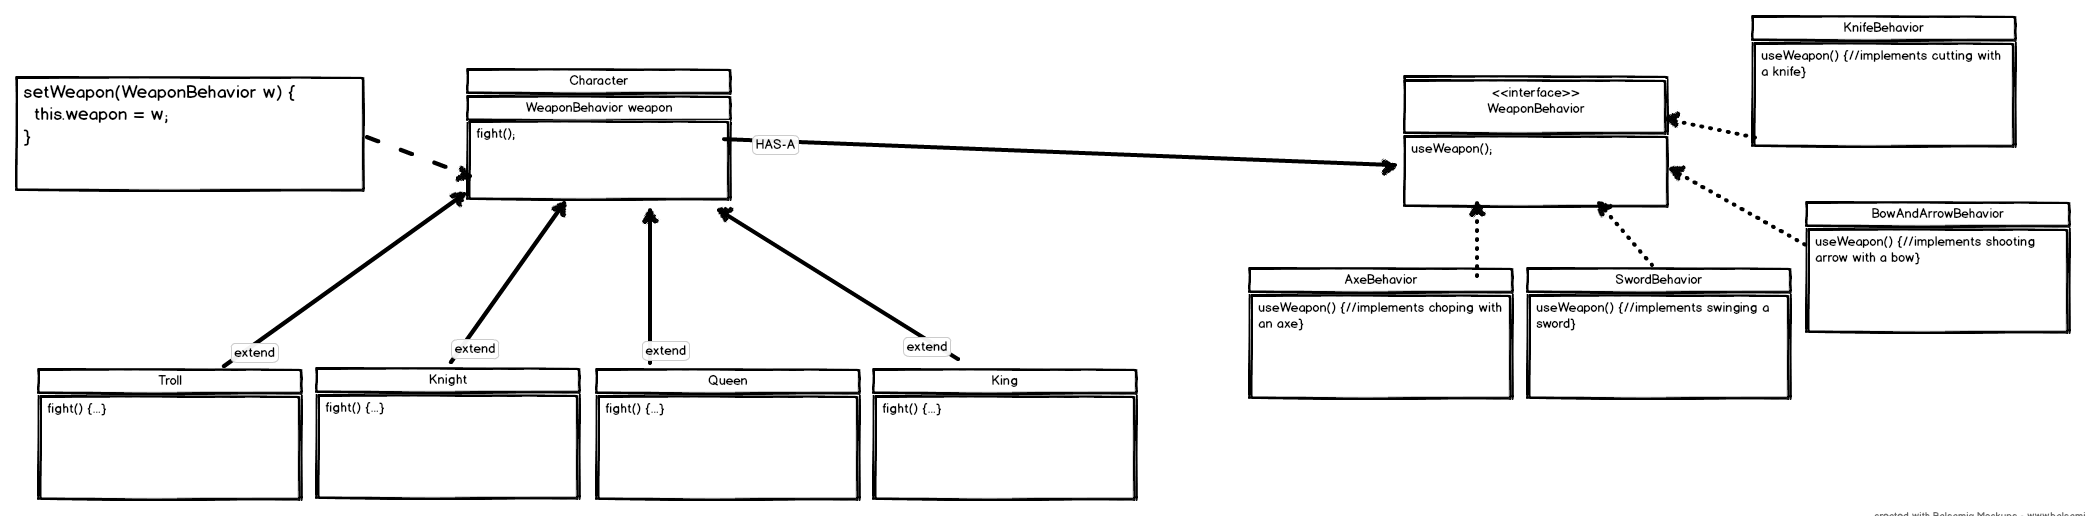 KnifeBehavior
useWeapon() {//implements cutting with
a knife}
setWeapon(WeaponBehavior w) {
this.weapon = w;
}
Character
WeaponBehavior weapon
fight();
HAS-A
<<interface>>
WeaponBehavior
useWeapon();
BowAndArrowBehavior
useWeapon() {//implements shooting
arrow with a bow}
AxeBehavior
useWeapon() {//implements choping with
an axe}
SwordBehavior
useWeapon() {//implements swinging a
sword}
extend
extend
extend
extend
Troll
fight() {...}
Knight
fight() {...}
Queen
fight() {...}
King
fight() {...}